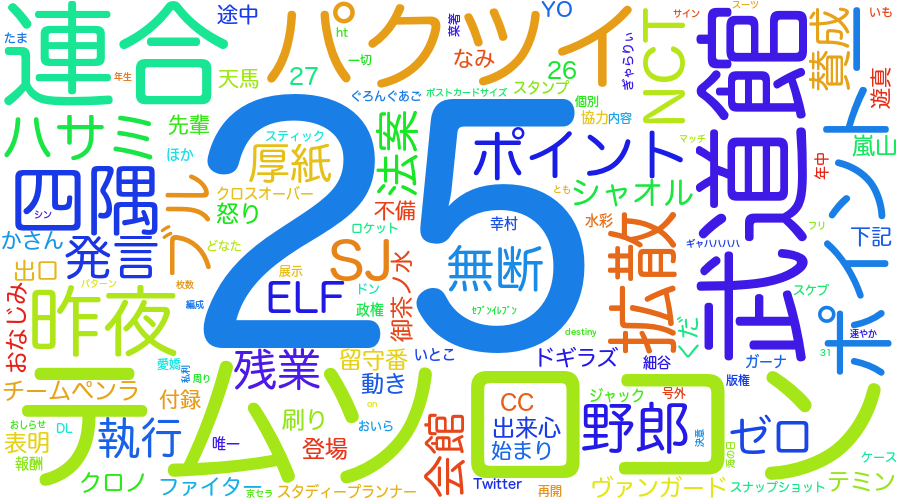 途中
YO
サイン
スーツ
いも
たま
連合
パクツイ
ht
一切
葉書
なみ
ぎゃらりぃ
NCT
武道館
賛成
年生
天馬
27
26
スタンプ
個別
遊真
ぐろんぐあご
ポストカードサイズ
協力
内容
ハサミ
先輩
スティック
法案
ポイント
マッチ
ポイント
嵐山
ほか
厚紙
25
年中
四隅
シン
ブル
クロスオーバー
シャオル
とも
怒り
不備
ロケット
幸村
水彩
拡散
ギャハハハハ
フリ
下記
かさん
発言
どなた
SJ
無断
出口
パターン
枚数
展示
ドン
御茶ノ水
ELF
編成
政権
セブンイレブン
くだ
スケブ
おなじみ
昨夜
destiny
31
速やか
愛嬌
私利
周り
残業
留守番
いとこ
ドギラズ
細谷
ガーナ
チームペンラ
付録
動き
on
ジャック
号外
版権
テムン
回
野郎
コン
ゼロ
おしらせ
DL
表明
執行
刷り
おいら
CC
出来心
決意
海の日
唯一
登場
会館
始まり
報酬
ケース
クロノ
ファイター
京セラ
スタディープランナー
Twitter
再開
ヴァンガード
スナップショット
テミン